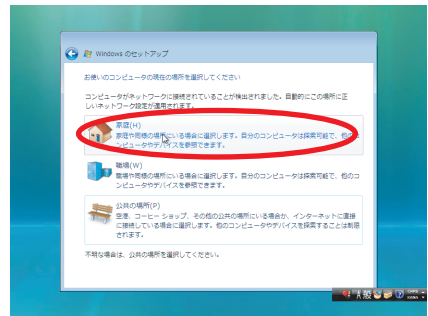 Windows のセットアップ
お使いのコンピュータの現在の場所を選択してください
コンピュータがネットワークに接続されていることが検出されました。自動的にこの場所に正
しいネットワーク設定が適用されます。
家庭(H)
家庭や同様の場所にいる場合に選択します。自分のコンピュータは探索可能で、他のコ
ンピュータやデバイスを参照できます。
職場(W)
職場や同様の場所にいる場合に選択します。自分のコンピュータは探索可能で、他のコ
ンピュータやデバイスを参照できます。
公共の場所(P)
空港、コーヒー ショップ、その他の公共の場所にいる場合か、インターネットに直接
に接続している場合に選択します。他のコンピュータやデバイスを探索することは制限
されます。
不明な場合は、公共の場所を選択してください。
A 般
CAPS
KANA